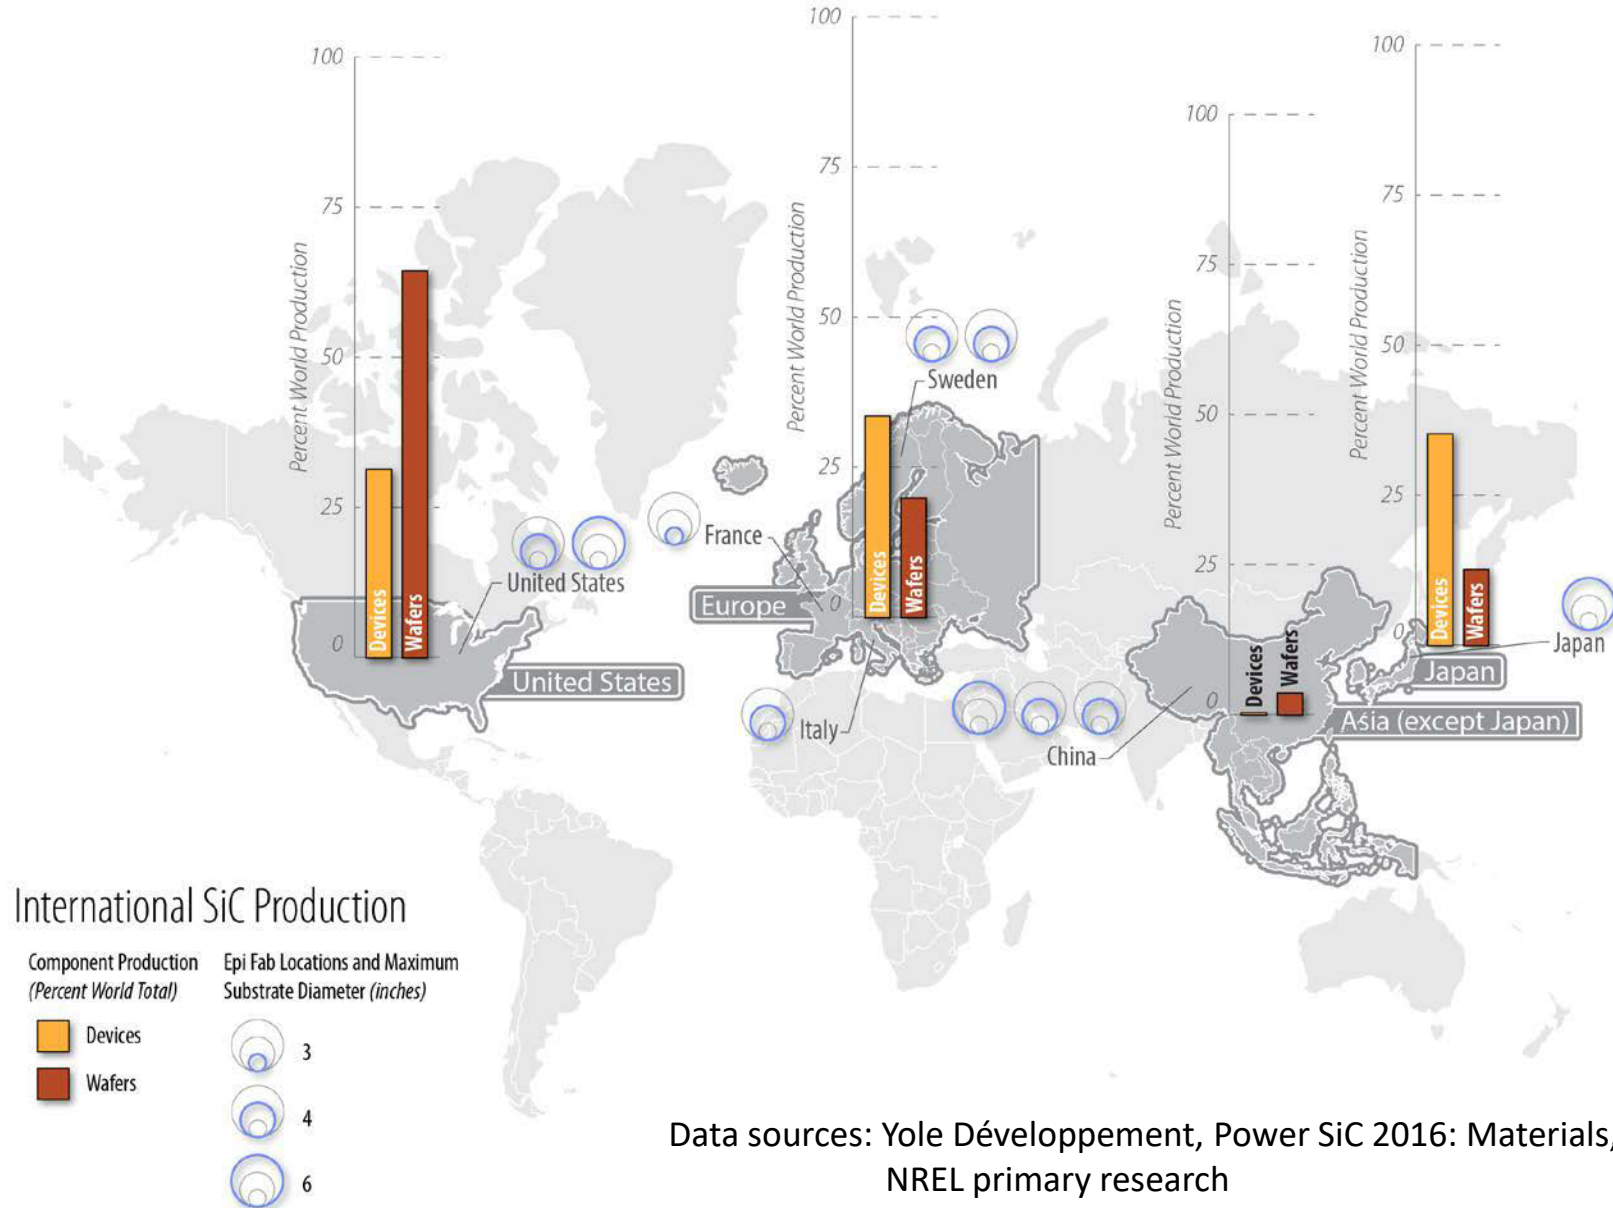 100
75
50
25
0
Percent World Production
Devices
Wafers
United States
United States
100
75
50
25
0
Percent World Production
Devices
Wafers
Sweden
France
Europe
Italy
100
75
50
25
0
Percent World Production
Devices
Wafers
China
Asia (except Japan)
100
75
50
25
0
Percent World Production
Devices
Wafers
Japan
Japan
International SiC Production
Component Production
(Percent World Total)
Devices
Wafers
Epi Fab Locations and Maximum
Substrate Diameter (inches)
3
4
6
Data sources: Yole Développement, Power SiC 2016: Materials,
NREL primary research